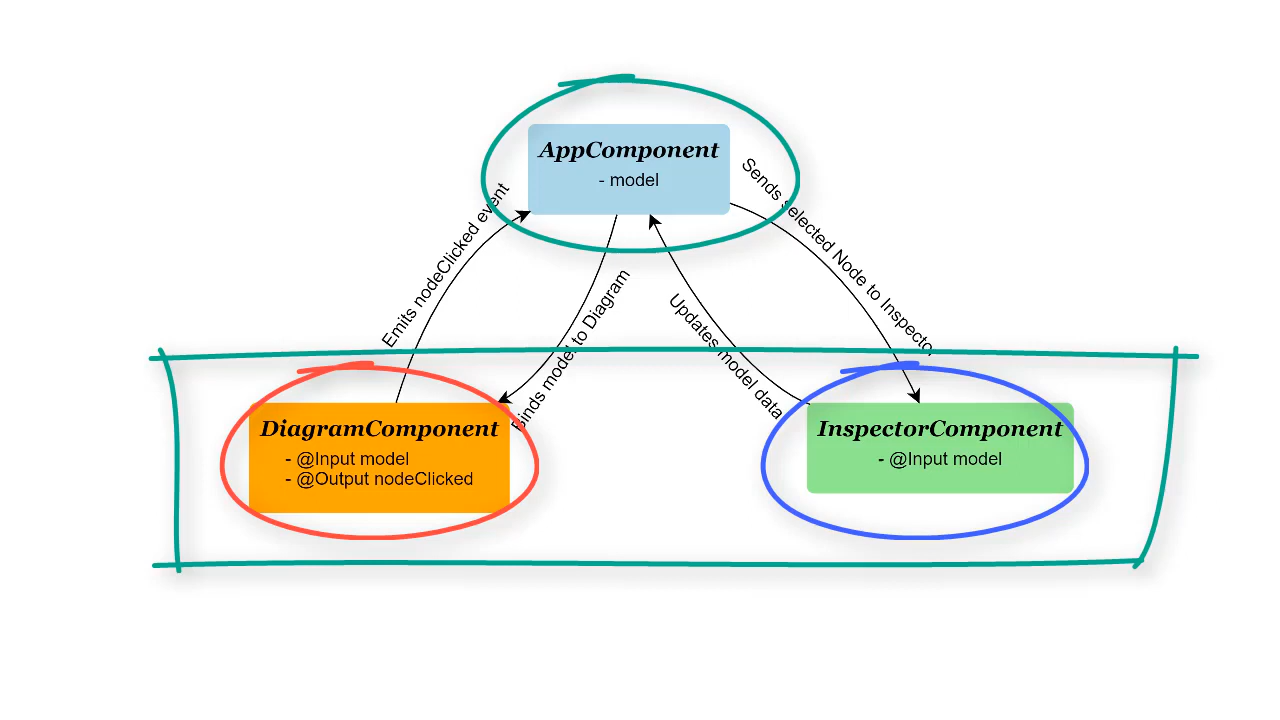 AppComponent
- model
Emits nodeClicked event
Binds model to Diagram
Updates model data
Sends selected Node to Inspector
DiagramComponent
- @Input model
- @Output nodeClicked
InspectorComponent
- @Input model